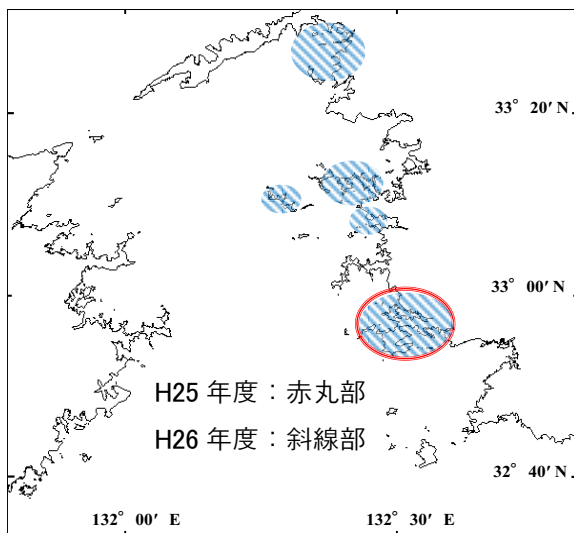 33° 20′ N
33° 00′ N
H25 年度：赤丸部
H26 年度：斜線部
32° 40′ N
132° 00′ E
132° 30′ E